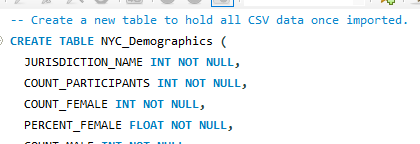 -- Create a new table to hold all CSV data once imported.
CREATE TABLE NYC_Demographics (
JURISDICTION_NAME INT NOT NULL,
COUNT_PARTICIPANTS INT NOT NULL,
COUNT_FEMALE INT NOT NULL,
PERCENT_FEMALE FLOAT NOT NULL,
COUNT_MALE INT NOT NULL,